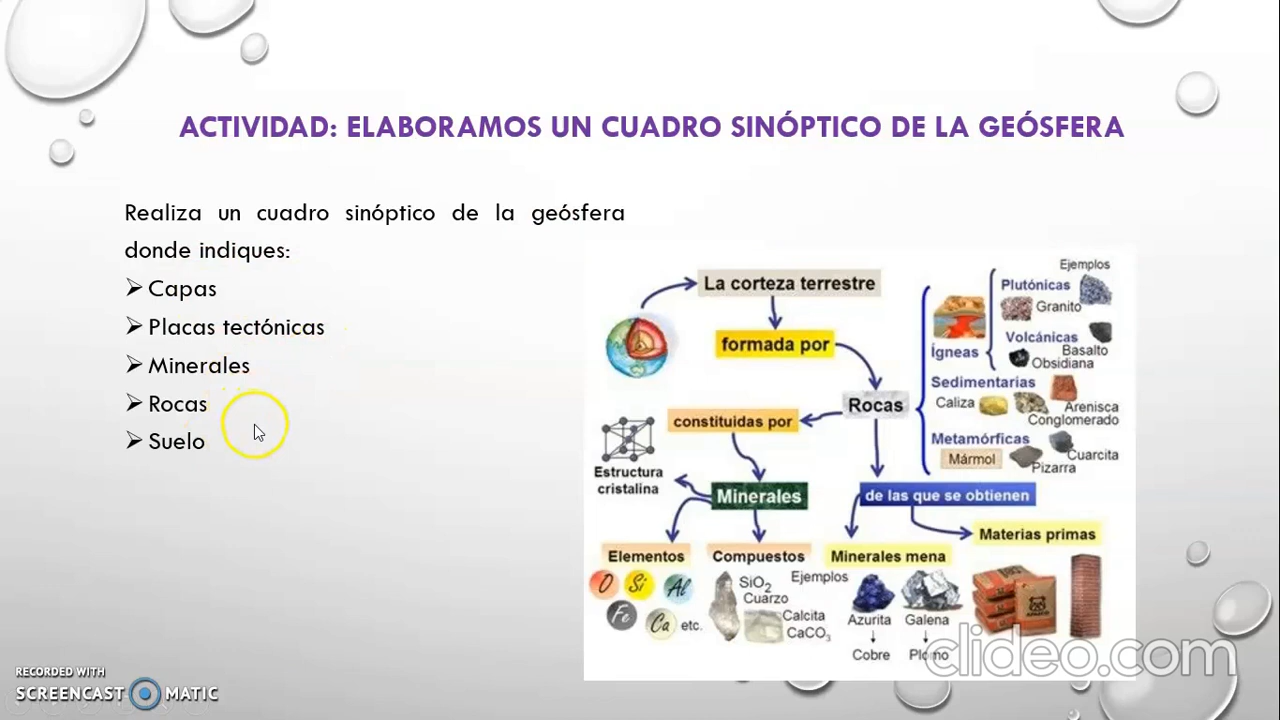 ACTIVIDAD: ELABORAMOS UN CUADRO SINÓPTICO DE LA GEÓSFERA
Realiza un cuadro sinóptico de la geósfera
donde indiques:
Capas
Placas tectónicas
Minerales
Rocas
Suelo
La corteza terrestre
formada por
Rocas
constituidas por
Estructura
cristalina
Minerales
Elementos
O Si Al
Fe Ca etc.
Compuestos
SiO2
Cuarzo
Ejemplos
Calcita
CaCO3
de las que se obtienen
Minerales mena
Azurita
Cobre
Galena
Plomo
Materias primas
APASCO
Ígneas
Ejemplos
Plutónicas
Granito
Volcánicas
Basalto
Obsidiana
Sedimentarias
Caliza
Arenisca
Conglomerado
Metamórficas
Mármol
Cuarcita
Pizarra
clideo.com
RECORDED WITH
SCREENCAST MATIC